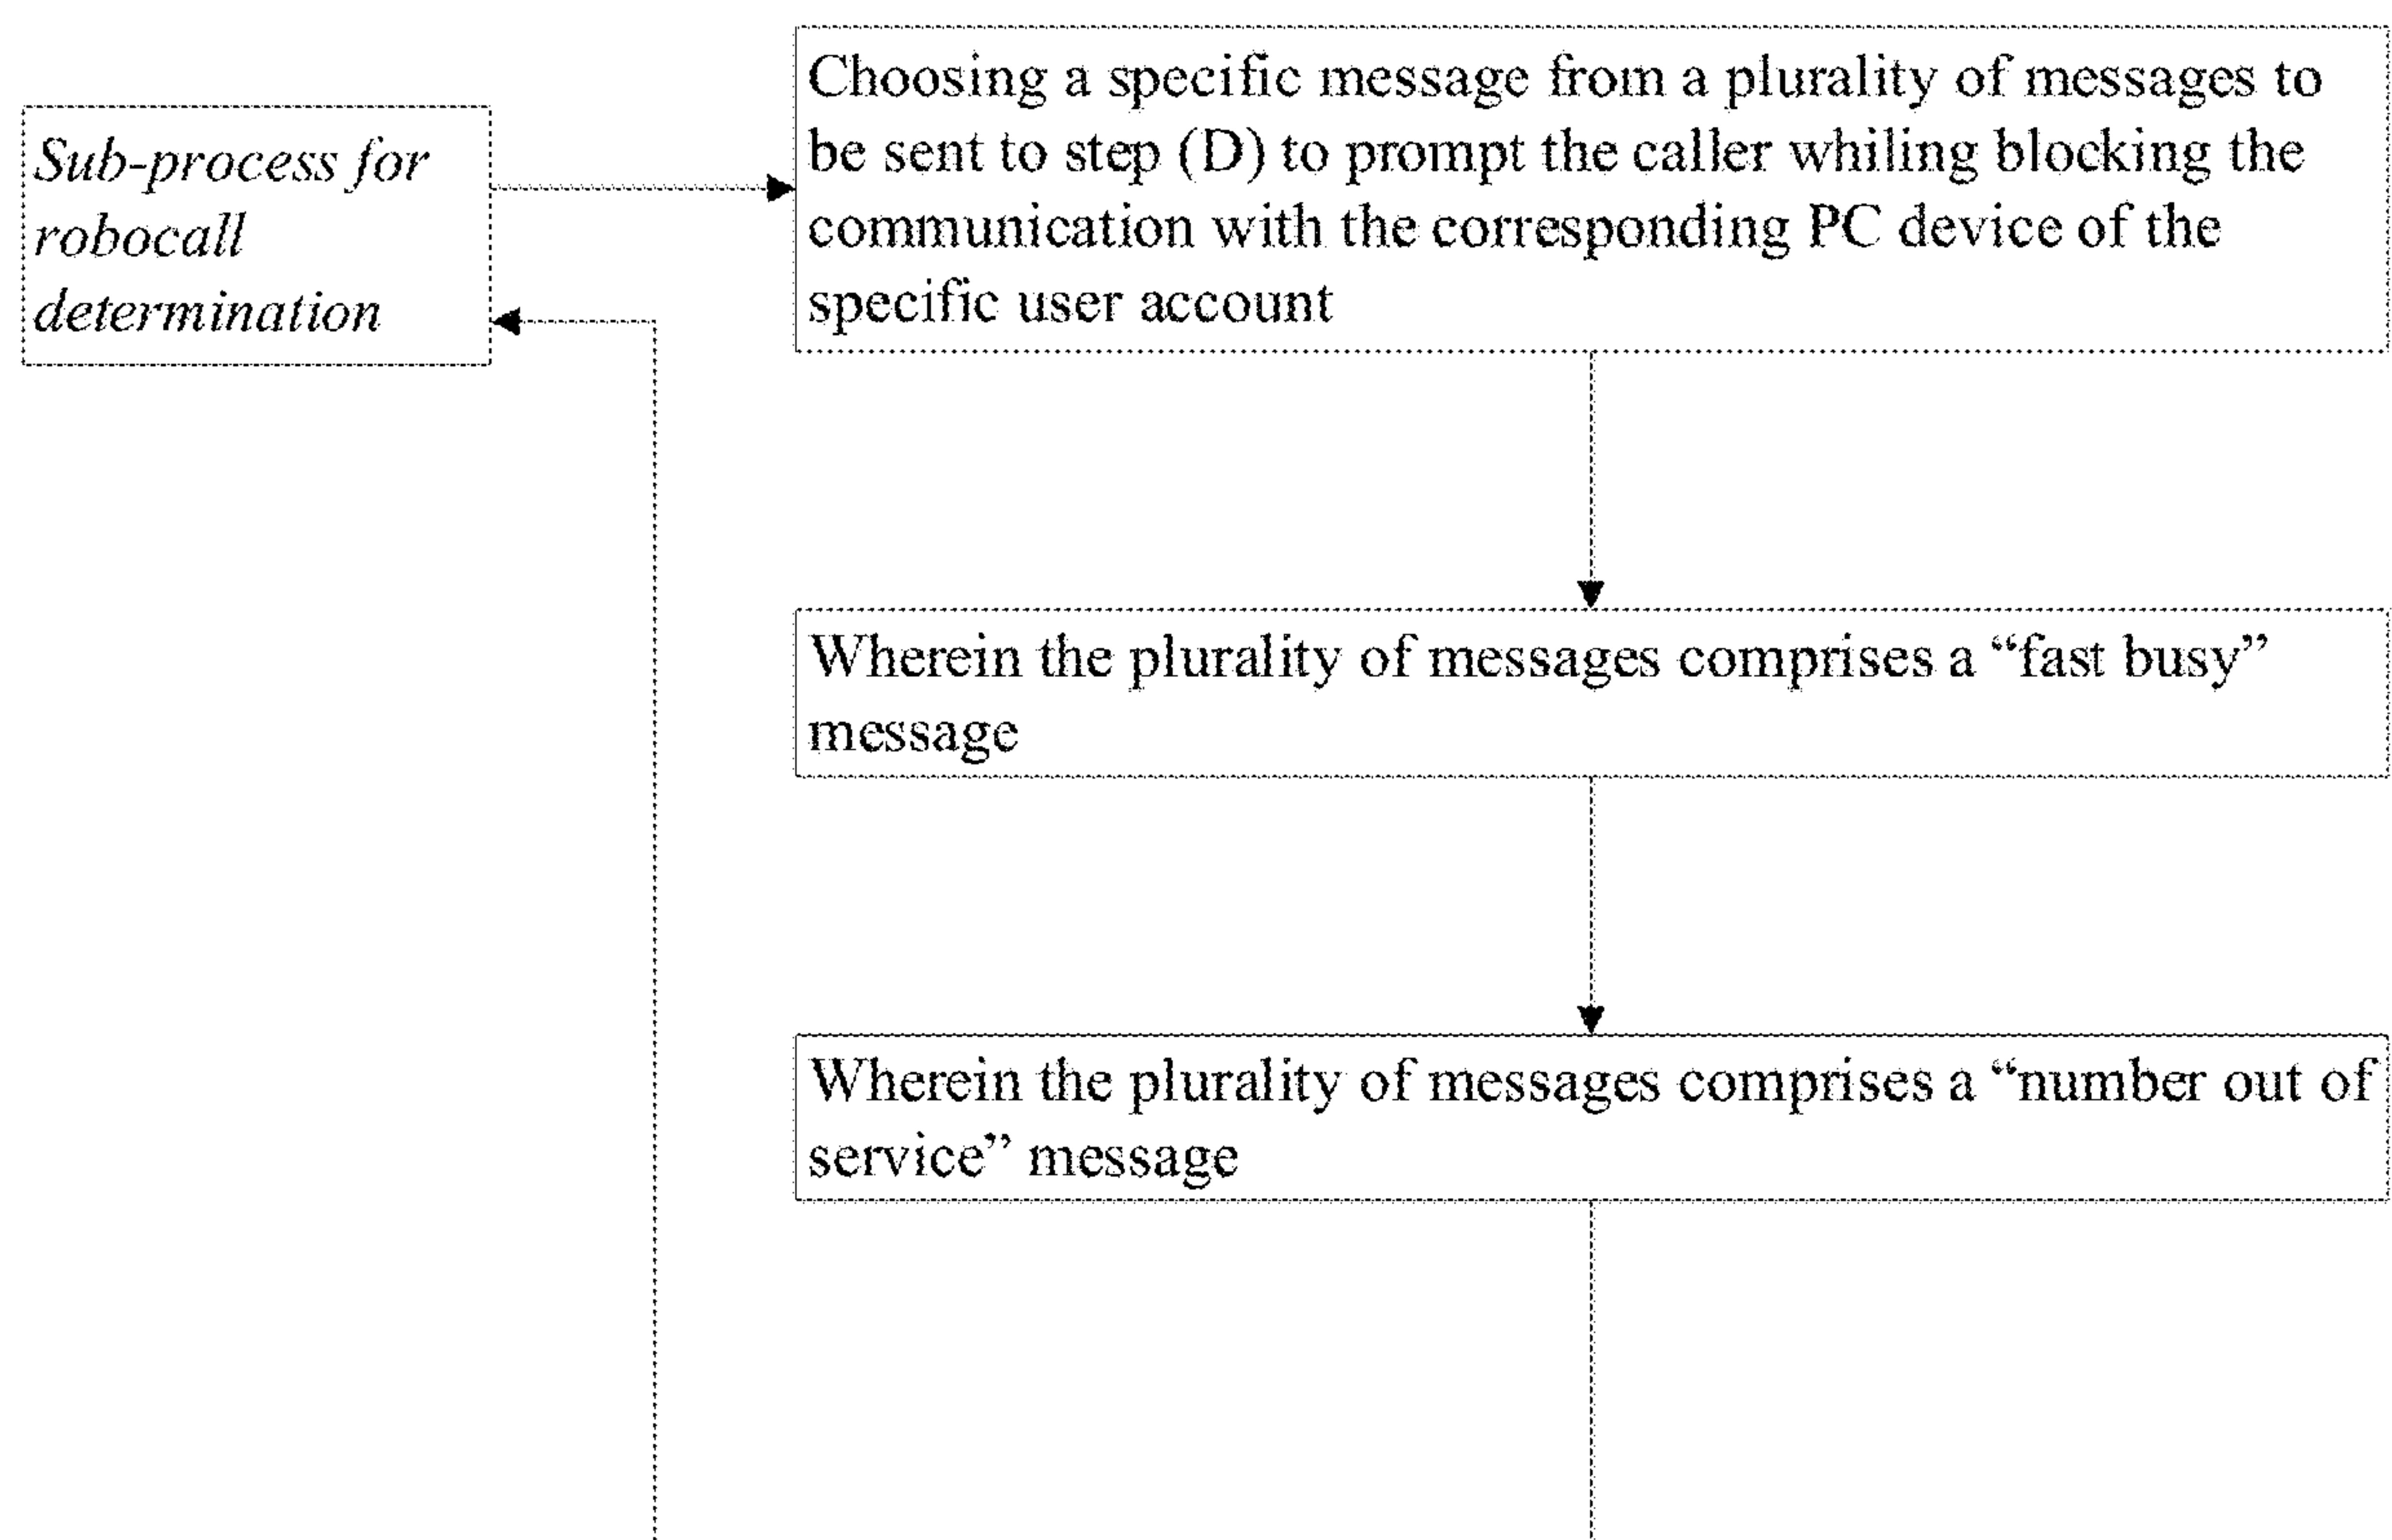 Sub-process for
robocall
determination
Choosing a specific message from a plurality of messages to
be sent to step (D) to prompt the caller whiling blocking the
communication with the corresponding PC device of the
specific user account
Wherein the plurality of messages comprises a “fast busy”
message
Wherein the plurality of messages comprises a “number out of
service” message